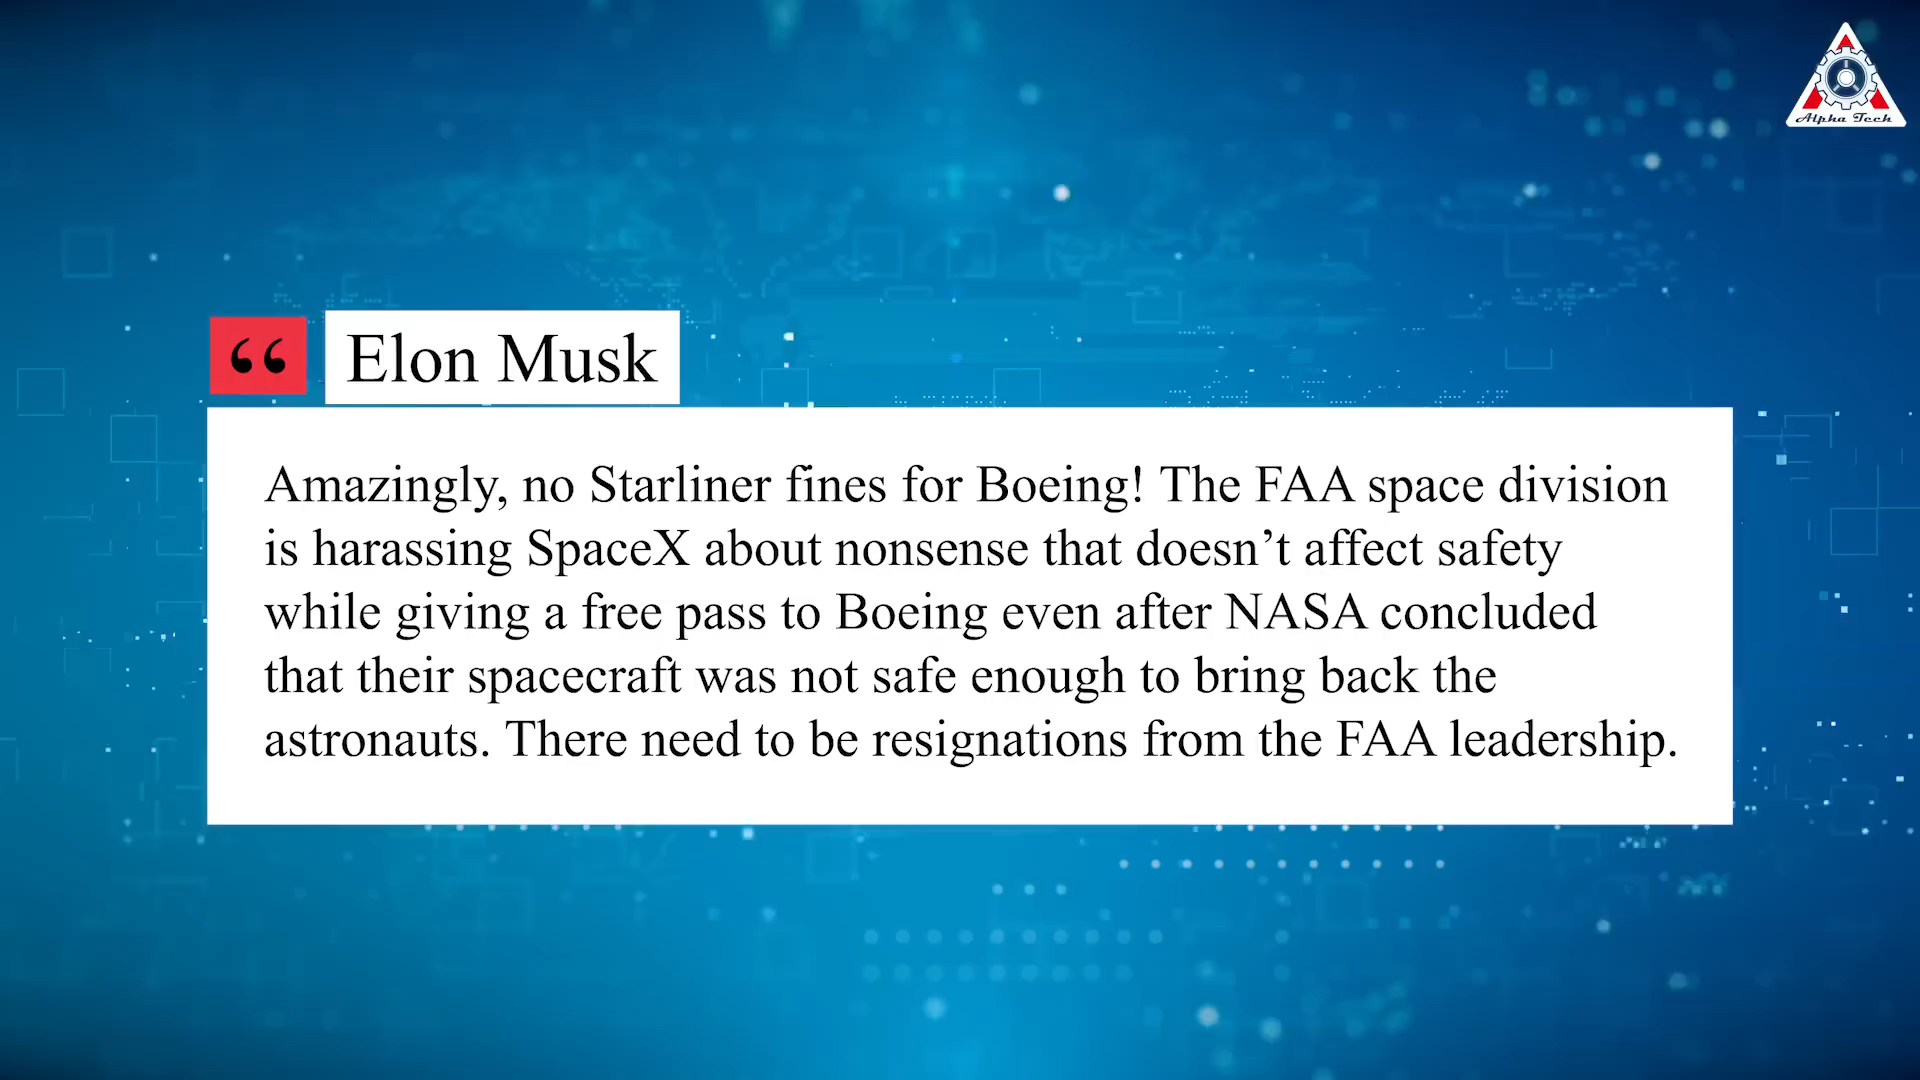 Alpha Tech
“
Elon Musk
Amazingly, no Starliner fines for Boeing! The FAA space division
is harassing SpaceX about nonsense that doesn’t affect safety
while giving a free pass to Boeing even after NASA concluded
that their spacecraft was not safe enough to bring back the
astronauts. There need to be resignations from the FAA leadership.